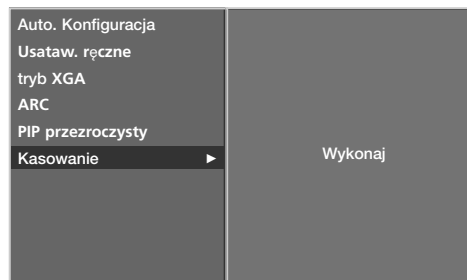 Auto. Konfiguracja
Usataw. ręczne
tryb XGA
ARC
PIP przezroczysty
Kasowanie ►
Wykonaj